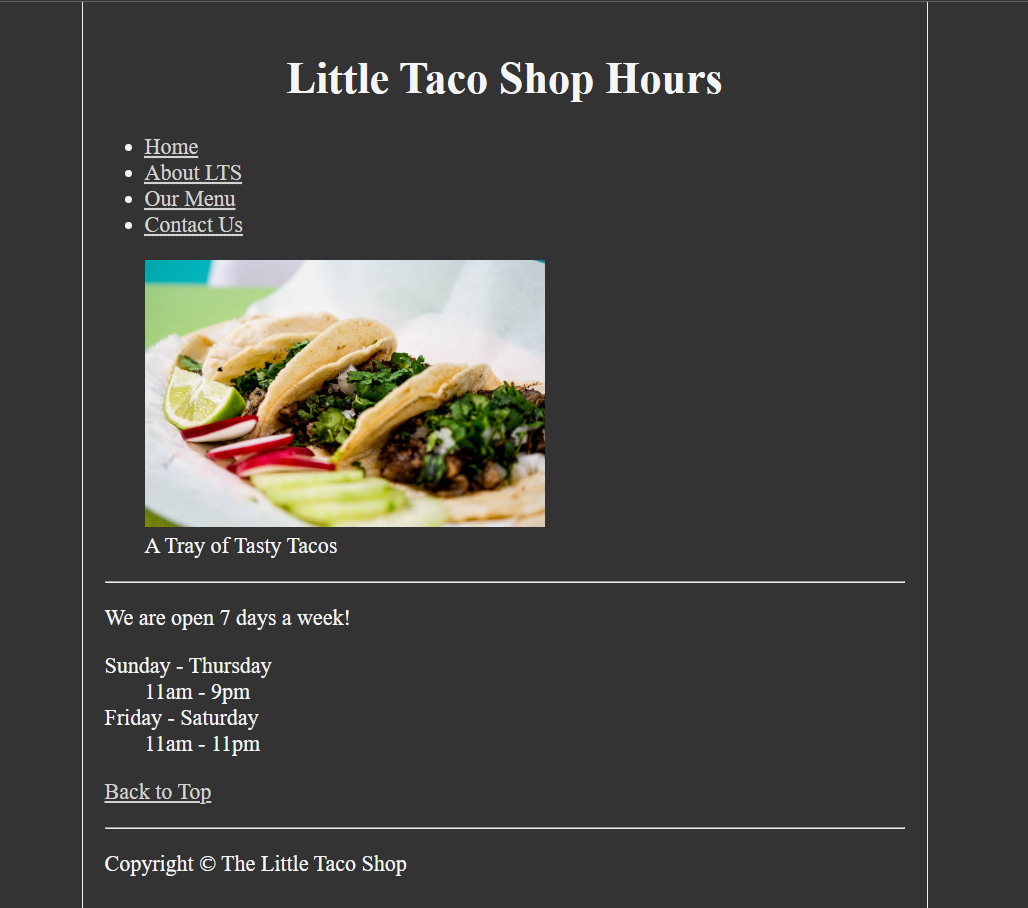 Little Taco Shop Hours
Home
About LTS
Our Menu
Contact Us
A Tray of Tasty Tacos
We are open 7 days a week!
Sunday - Thursday
11am - 9pm
Friday - Saturday
11am - 11pm
Back to Top
Copyright © The Little Taco Shop